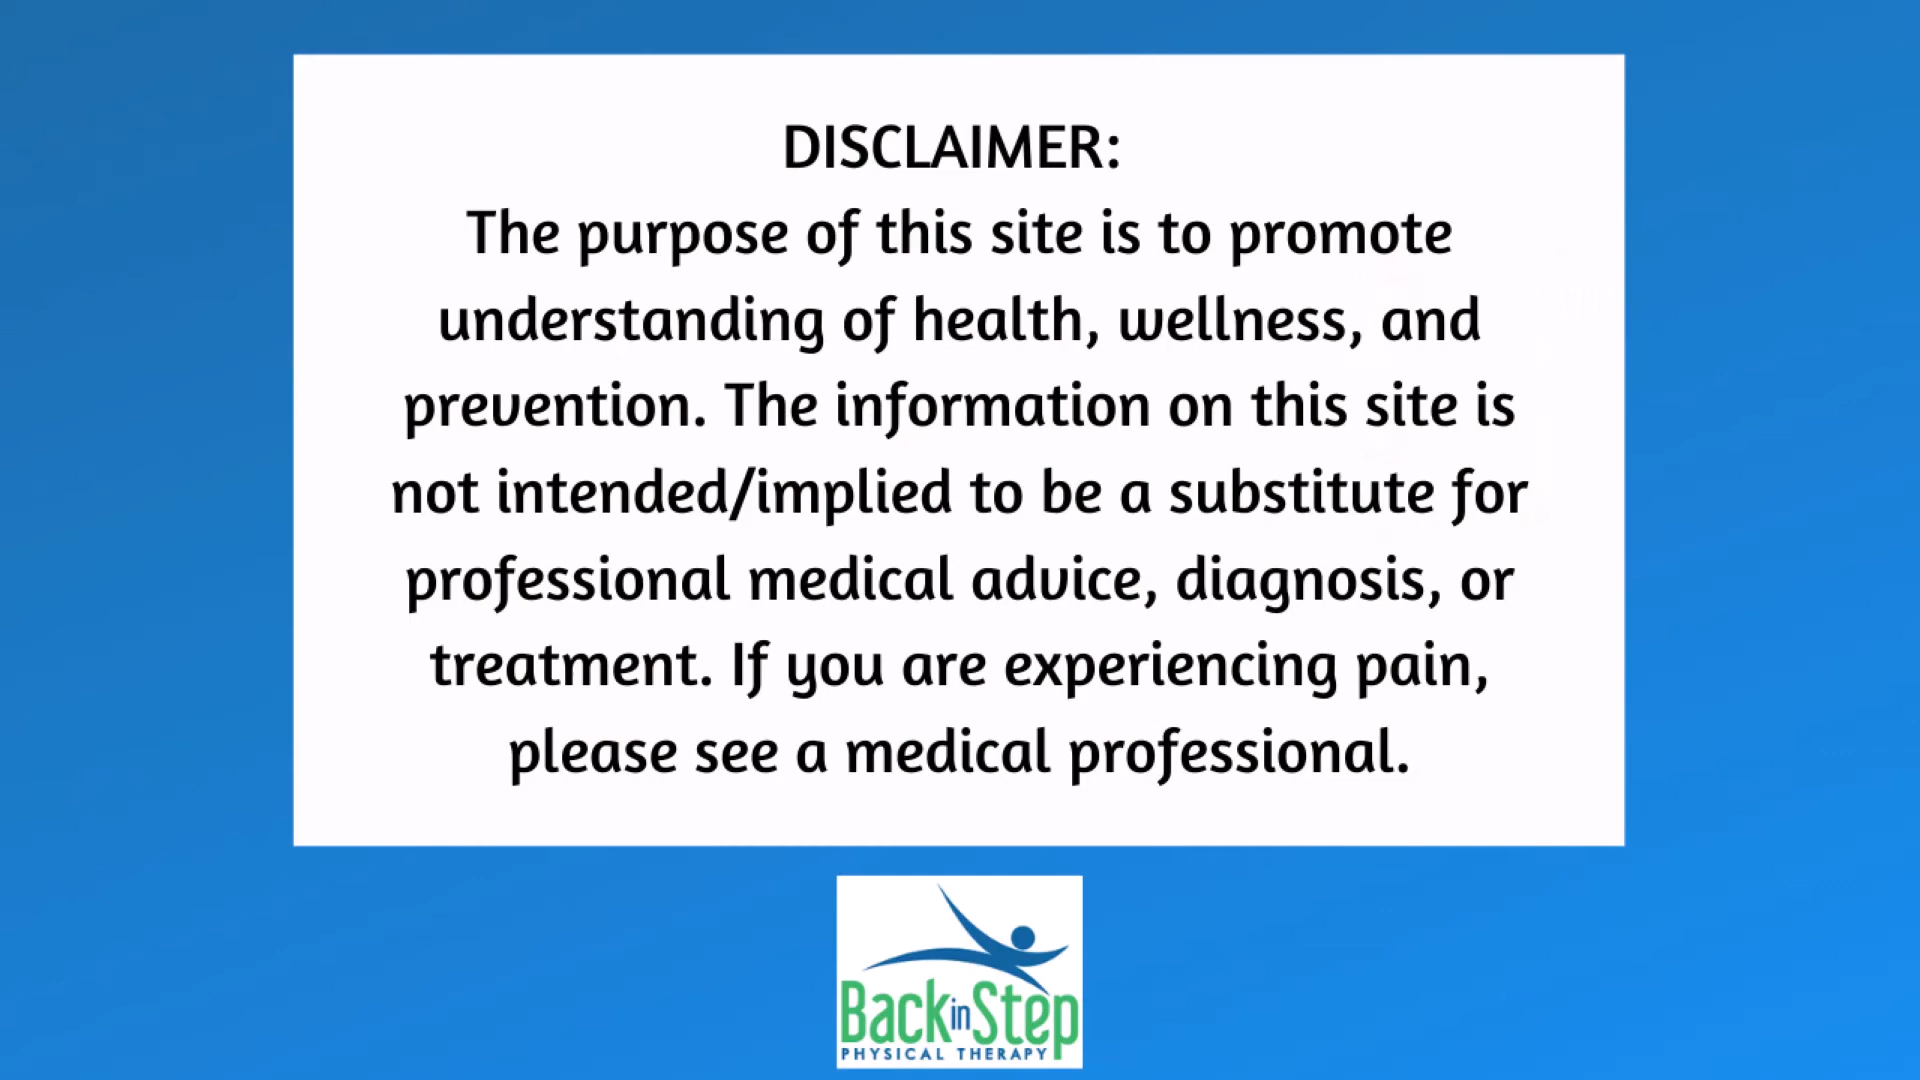 DISCLAIMER:
The purpose of this site is to promote
understanding of health, wellness, and
prevention. The information on this site is
not intended/implied to be a substitute for
professional medical advice, diagnosis, or
treatment. If you are experiencing pain,
please see a medical professional.
Back in Step
PHYSICAL THERAPY